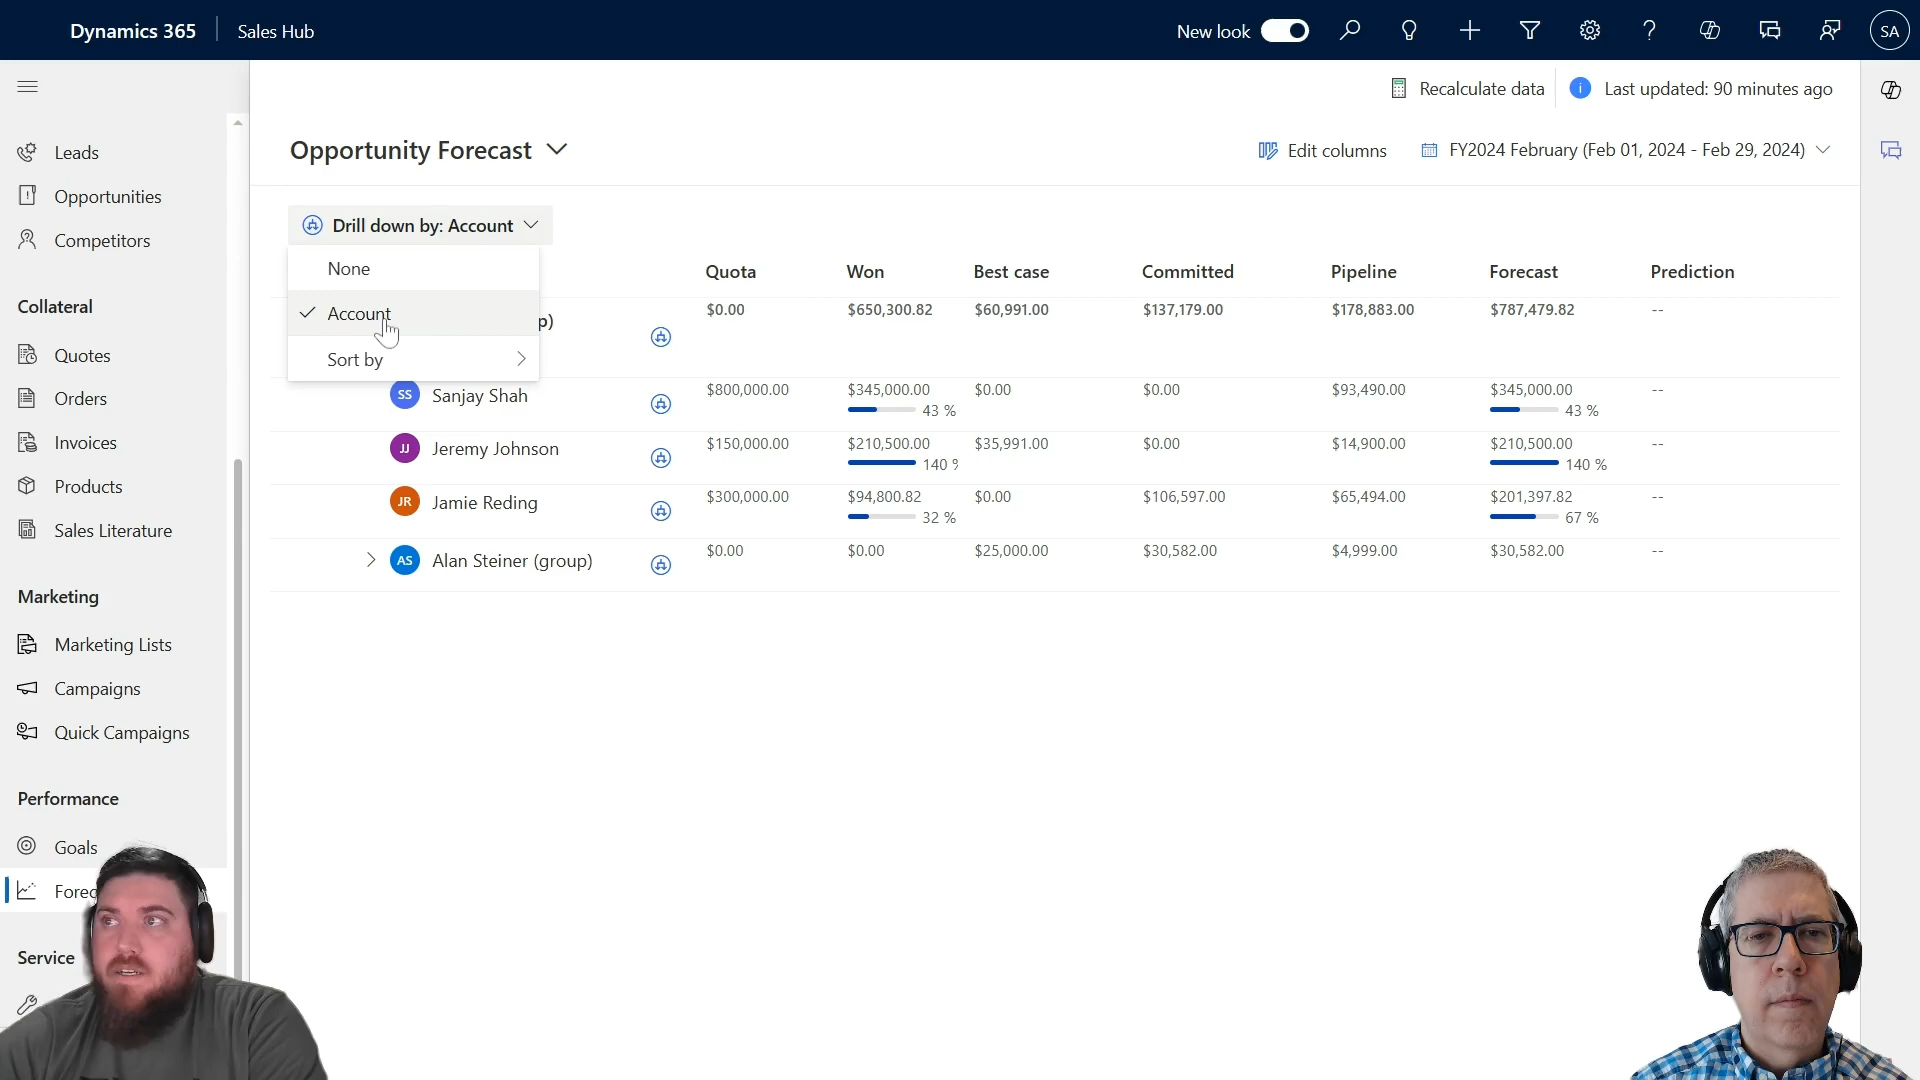 Dynamics 365
Sales Hub
New look
SA
Recalculate data
Last updated: 90 minutes ago
Opportunity Forecast
Edit columns
FY2024 February (Feb 01, 2024 - Feb 29, 2024)
Leads
Opportunities
Competitors
Collateral
Quotes
Orders
Invoices
Products
Sales Literature
Marketing
Marketing Lists
Campaigns
Quick Campaigns
Performance
Goals
Forec
Service
Drill down by: Account
None
Account
Sort by
Quota Won Best case Committed Pipeline Forecast Prediction
p) $0.00 $650,300.82 $60,991.00 $137,179.00 $178,883.00 $787,479.82 --
SS Sanjay Shah $800,000.00 $345,000.00 $0.00 $0.00 $93,490.00 $345,000.00 --
43 % 43 %
JJ Jeremy Johnson $150,000.00 $210,500.00 $35,991.00 $0.00 $14,900.00 $210,500.00 --
140 % 140 %
JR Jamie Reding $300,000.00 $94,800.82 $0.00 $106,597.00 $65,494.00 $201,397.82 --
32 % 67 %
AS Alan Steiner (group) $0.00 $0.00 $25,000.00 $30,582.00 $4,999.00 $30,582.00 --